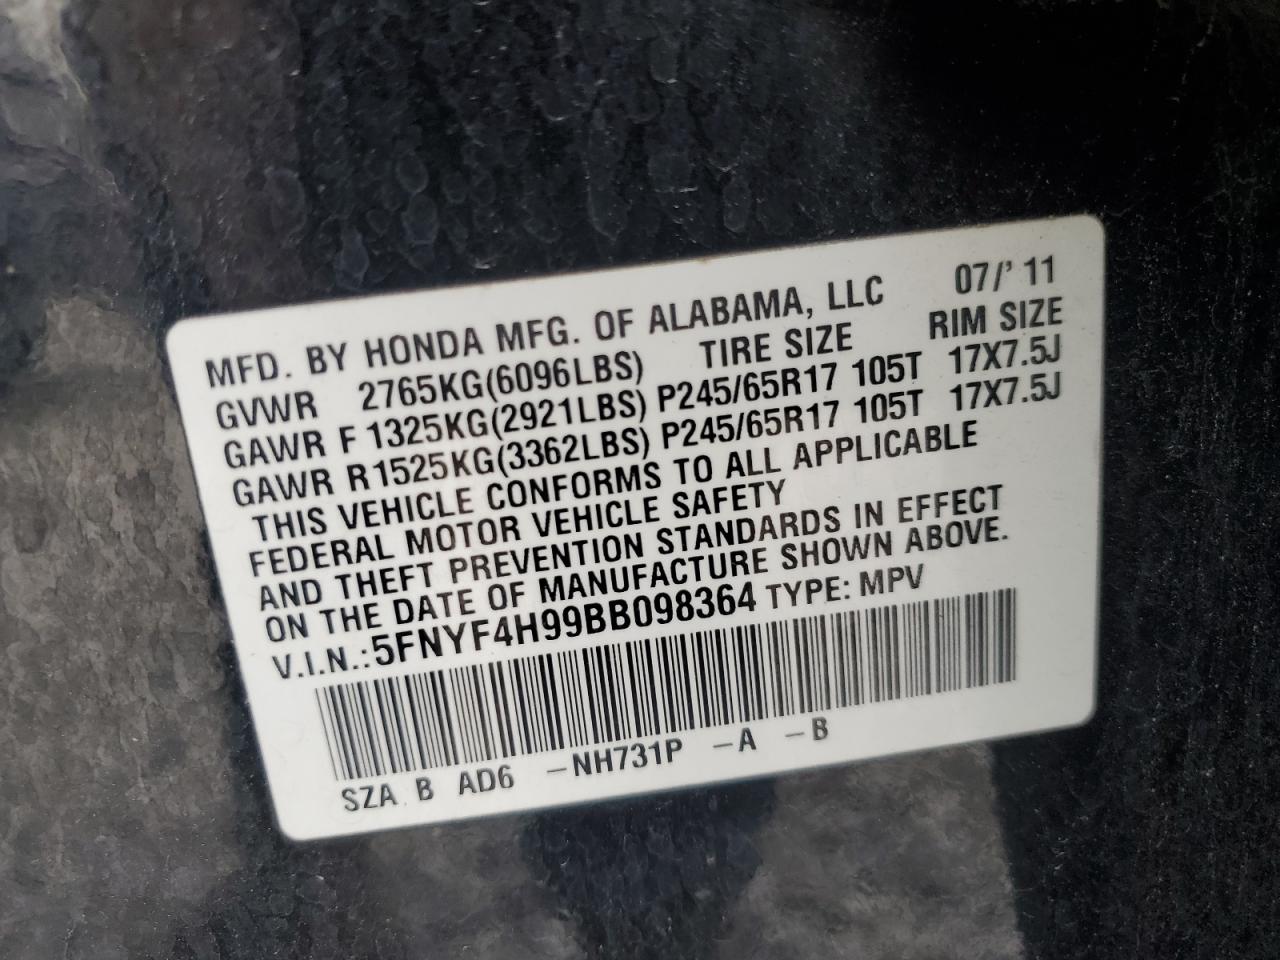 MFD. BY HONDA MFG. OF ALABAMA, LLC 07/' 11
GVWR 2765KG(6096LBS) TIRE SIZE RIM SIZE
GAWR F 1325KG(2921LBS) P245/65R17 105T 17X7.5J
GAWR R1525KG(3362LBS) P245/65R17 105T 17X7.5J
THIS VEHICLE CONFORMS TO ALL APPLICABLE
FEDERAL MOTOR VEHICLE SAFETY
AND THEFT PREVENTION STANDARDS IN EFFECT
ON THE DATE OF MANUFACTURE SHOWN ABOVE.
V.I.N.:5FNYF4H99BB098364 TYPE: MPV
SZA B AD6 -NH731P -A -B